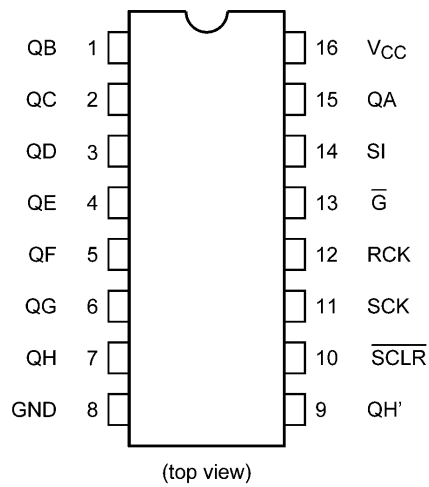 QB 1 16 VCC
QC 2 15 QA
QD 3 14 SI
QE 4 13 G̅
QF 5 12 RCK
QG 6 11 SCK
QH 7 10 S̅C̅L̅R̅
GND 8 9 QH'
(top view)